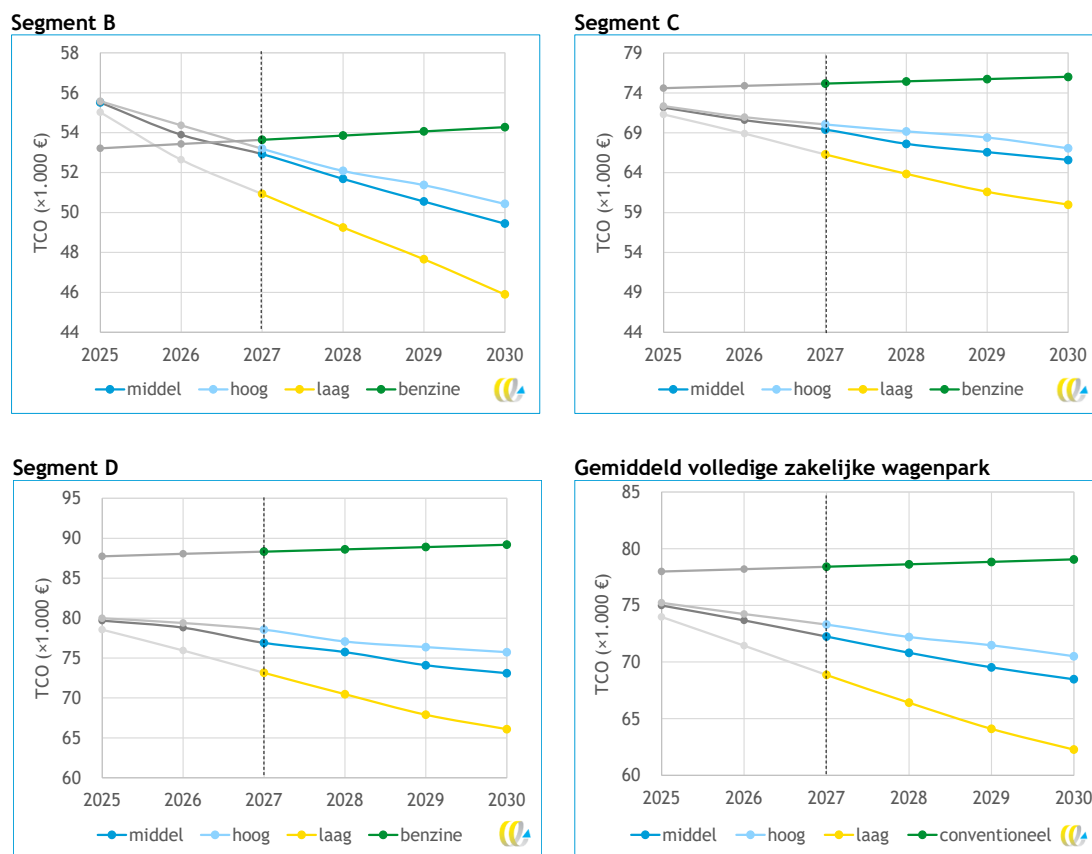 Segment B
58
56
54
52
50
48
46
44
TCO (×1.000 €)
2025 2026 2027 2028 2029 2030
middel hoog laag benzine
Segment C
79
74
69
64
59
54
49
44
TCO (×1.000 €)
2025 2026 2027 2028 2029 2030
middel hoog laag benzine
Segment D
95
90
85
80
75
70
65
60
TCO (×1.000 €)
2025 2026 2027 2028 2029 2030
middel hoog laag benzine
Gemiddeld volledige zakelijke wagenpark
85
80
75
70
65
60
TCO (×1.000 €)
2025 2026 2027 2028 2029 2030
middel hoog laag conventioneel